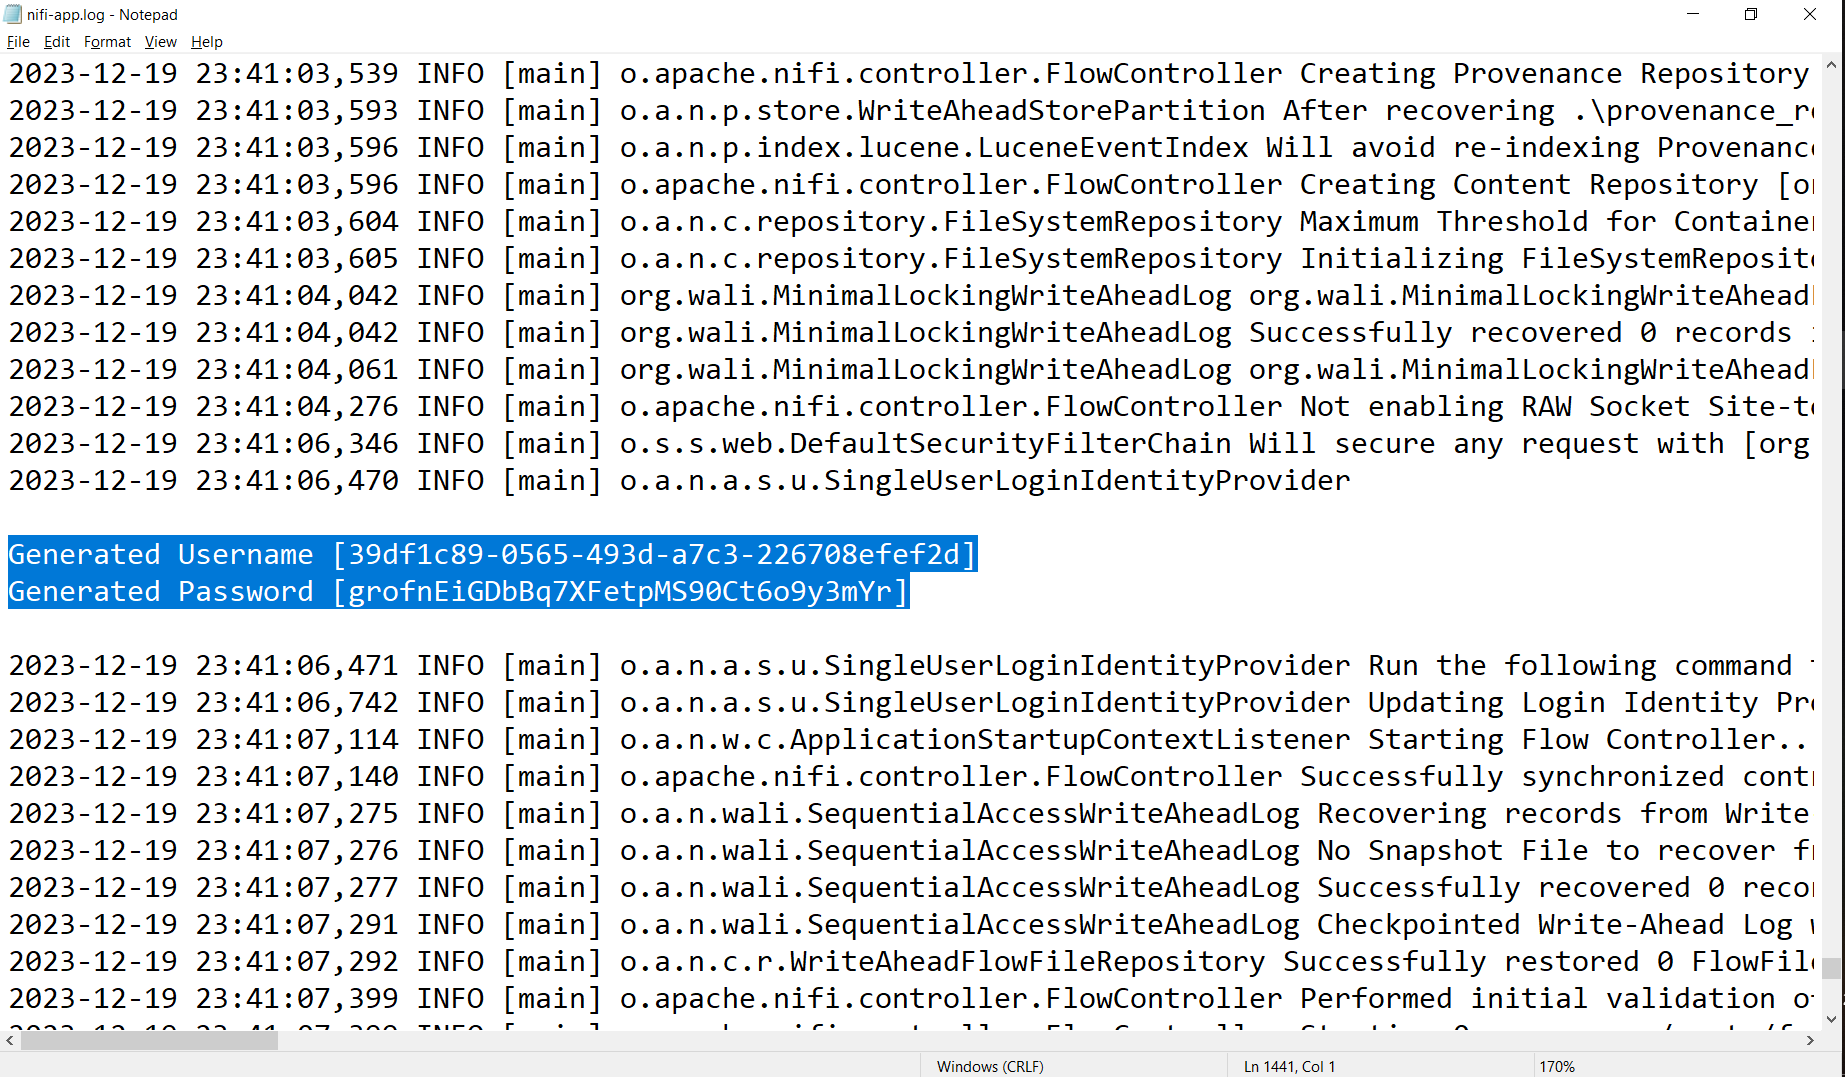 nifi-app.log - Notepad
File Edit Format View Help
2023-12-19 23:41:03,539 INFO [main] o.apache.nifi.controller.FlowController Creating Provenance Repository
2023-12-19 23:41:03,593 INFO [main] o.a.n.p.store.WriteAheadStorePartition After recovering .\provenance_r
2023-12-19 23:41:03,596 INFO [main] o.a.n.p.index.lucene.LuceneEventIndex Will avoid re-indexing Provenanc
2023-12-19 23:41:03,596 INFO [main] o.apache.nifi.controller.FlowController Creating Content Repository [o
2023-12-19 23:41:03,604 INFO [main] o.a.n.c.repository.FileSystemRepository Maximum Threshold for Container
2023-12-19 23:41:03,605 INFO [main] o.a.n.c.repository.FileSystemRepository Initializing FileSystemReposit
2023-12-19 23:41:04,042 INFO [main] org.wali.MinimalLockingWriteAheadLog org.wali.MinimalLockingWriteAhead
2023-12-19 23:41:04,042 INFO [main] org.wali.MinimalLockingWriteAheadLog Successfully recovered 0 records
2023-12-19 23:41:04,061 INFO [main] org.wali.MinimalLockingWriteAheadLog org.wali.MinimalLockingWriteAhead
2023-12-19 23:41:04,276 INFO [main] o.apache.nifi.controller.FlowController Not enabling RAW Socket Site-t
2023-12-19 23:41:06,346 INFO [main] o.s.s.web.DefaultSecurityFilterChain Will secure any request with [org
2023-12-19 23:41:06,470 INFO [main] o.a.n.a.s.u.SingleUserLoginIdentityProvider
Generated Username [39df1c89-0565-493d-a7c3-226708efef2d]
Generated Password [grofnEiGDbBq7XFetpMS90Ct6o9y3mYr]
2023-12-19 23:41:06,471 INFO [main] o.a.n.a.s.u.SingleUserLoginIdentityProvider Run the following command
2023-12-19 23:41:06,742 INFO [main] o.a.n.a.s.u.SingleUserLoginIdentityProvider Updating Login Identity Pr
2023-12-19 23:41:07,114 INFO [main] o.a.n.w.c.ApplicationStartupContextListener Starting Flow Controller..
2023-12-19 23:41:07,140 INFO [main] o.apache.nifi.controller.FlowController Successfully synchronized cont
2023-12-19 23:41:07,275 INFO [main] o.a.n.wali.SequentialAccessWriteAheadLog Recovering records from Write
2023-12-19 23:41:07,276 INFO [main] o.a.n.wali.SequentialAccessWriteAheadLog No Snapshot File to recover f
2023-12-19 23:41:07,277 INFO [main] o.a.n.wali.SequentialAccessWriteAheadLog Successfully recovered 0 reco
2023-12-19 23:41:07,291 INFO [main] o.a.n.wali.SequentialAccessWriteAheadLog Checkpointed Write-Ahead Log
2023-12-19 23:41:07,292 INFO [main] o.a.n.c.r.WriteAheadFlowFileRepository Successfully restored 0 FlowFil
2023-12-19 23:41:07,399 INFO [main] o.apache.nifi.controller.FlowController Performed initial validation o
Windows (CRLF) Ln 1441, Col 1 170%